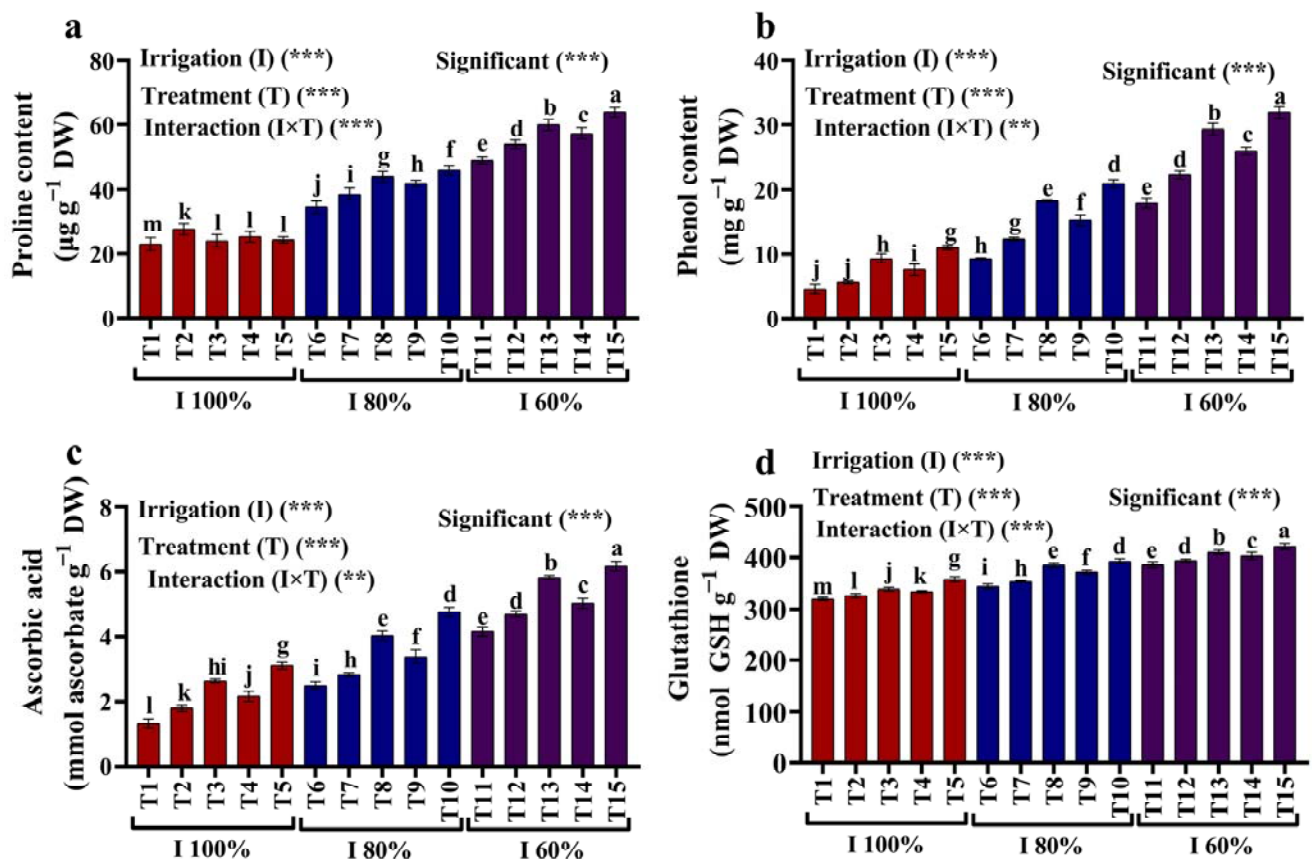 a
Irrigation (I) (***)
Significant (***)
Treatment (T) (***)
Interaction (I×T) (***)
Proline content
((µg g⁻¹ DW)
80
60
40
20
0
m k l l l j i g h f e d b c a
T1 T2 T3 T4 T5 T6 T7 T8 T9 T10 T11 T12 T13 T14 T15
I 100% I 80% I 60%
b
Irrigation (I) (***)
Significant (***)
Treatment (T) (***)
Interaction (I×T) (**)
Phenol content
(mg g⁻¹ DW)
40
30
20
10
0
j j h i g h g e f d e d b c a
T1 T2 T3 T4 T5 T6 T7 T8 T9 T10 T11 T12 T13 T14 T15
I 100% I 80% I 60%
c
Irrigation (I) (***)
Significant (***)
Treatment (T) (***)
Interaction (I×T) (**)
Ascorbic acid
(mmol ascorbate g⁻¹ DW)
8
6
4
2
0
l k hi j g i h e f d e d b c a
T1 T2 T3 T4 T5 T6 T7 T8 T9 T10 T11 T12 T13 T14 T15
I 100% I 80% I 60%
d
Irrigation (I) (***)
Treatment (T) (***)
Significant (***)
Interaction (I×T) (***)
Glutathione
(nmol GSH g⁻¹ DW)
500
400
300
200
100
0
m l j k g i h e f d e d b c a
T1 T2 T3 T4 T5 T6 T7 T8 T9 T10 T11 T12 T13 T14 T15
I 100% I 80% I 60%